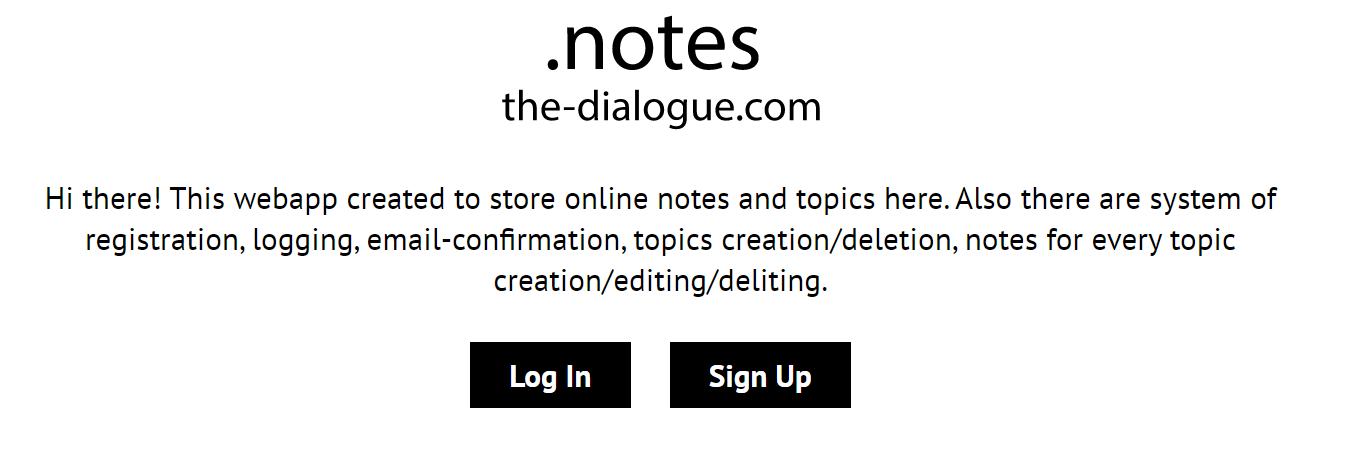 .notes
the-dialogue.com
Hi there! This webapp created to store online notes and topics here. Also there are system of
registration, logging, email-confirmation, topics creation/deletion, notes for every topic
creation/editing/deliting.
Log In
Sign Up